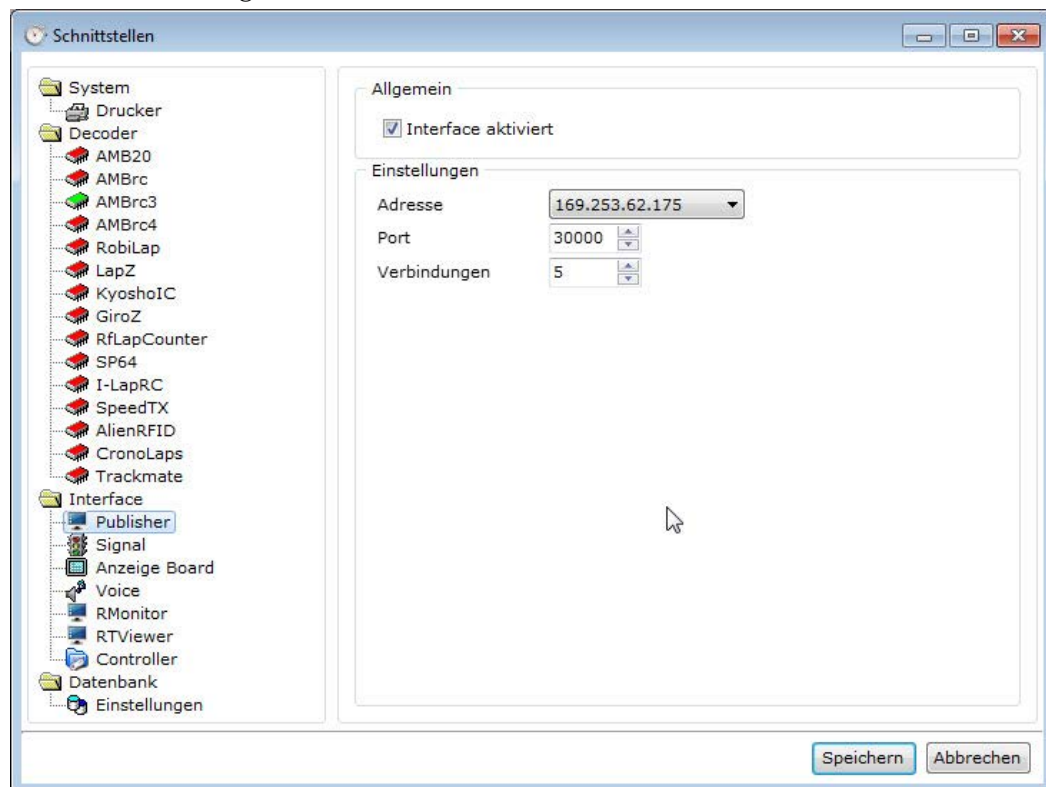 Schnittstellen
System
Drucker
Decoder
AMB20
AMBrc
AMBrc3
AMBrc4
RobiLap
LapZ
KyoshoIC
GiroZ
RfLapCounter
SP64
I-LapRC
SpeedTX
AlienRFID
CronoLaps
Trackmate
Interface
Publisher
Signal
Anzeige Board
Voice
RMonitor
RTViewer
Controller
Datenbank
Einstellungen
Allgemein
Interface aktiviert
Einstellungen
Adresse 169.253.62.175
Port 30000
Verbindungen 5
Speichern Abbrechen